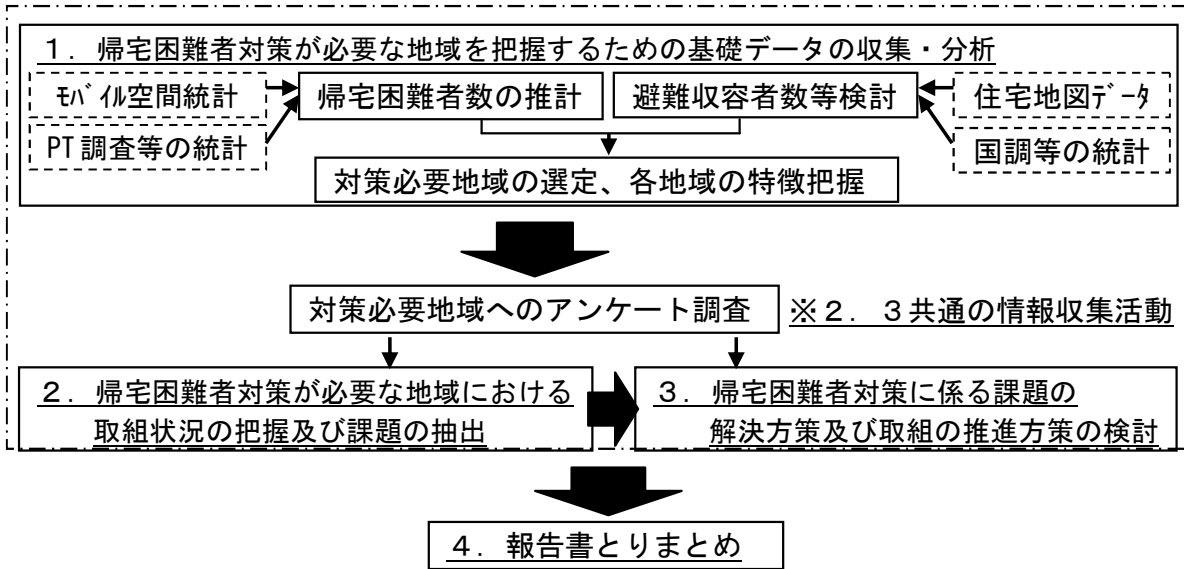 １．帰宅困難者対策が必要な地域を把握するための基礎データの収集・分析
ﾓﾊﾞｲﾙ空間統計
帰宅困難者数の推計
避難収容者数等検討
住宅地図ﾃﾞｰﾀ
PT調査等の統計
国調等の統計
対策必要地域の選定、各地域の特徴把握
対策必要地域へのアンケート調査
※２．３共通の情報収集活動
２．帰宅困難者対策が必要な地域における
取組状況の把握及び課題の抽出
３．帰宅困難者対策に係る課題の
解決方策及び取組の推進方策の検討
４．報告書とりまとめ